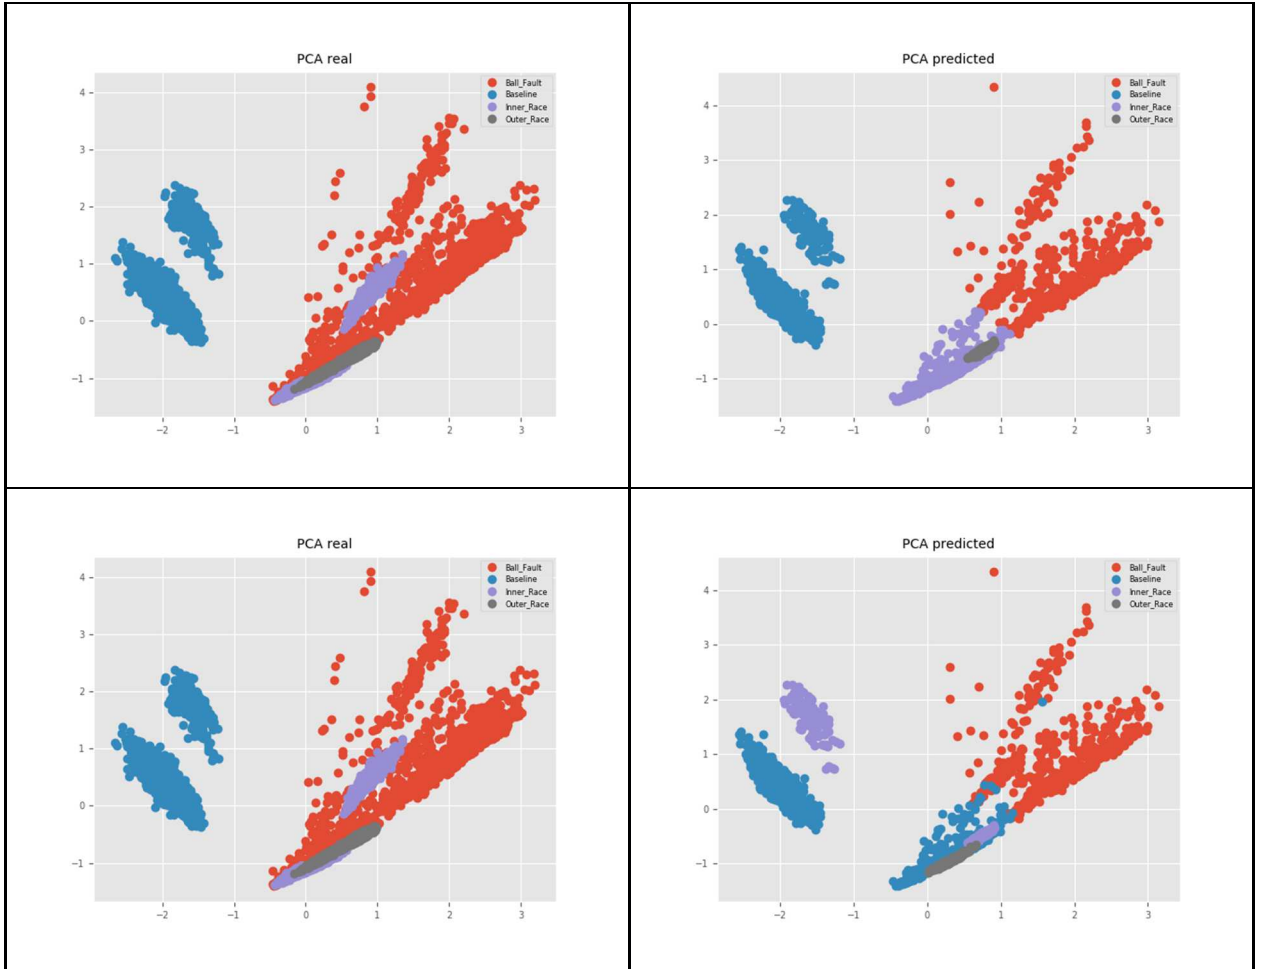 PCA real
Ball_Fault
Baseline
Inner_Race
Outer_Race
4
3
2
1
0
−1
−2
−1
0
1
2
3
PCA predicted
Ball_Fault
Baseline
Inner_Race
Outer_Race
4
3
2
1
0
−1
−2
−1
0
1
2
3
PCA real
Ball_Fault
Baseline
Inner_Race
Outer_Race
4
3
2
1
0
−1
−2
−1
0
1
2
3
PCA predicted
Ball_Fault
Baseline
Inner_Race
Outer_Race
4
3
2
1
0
−1
−2
−1
0
1
2
3